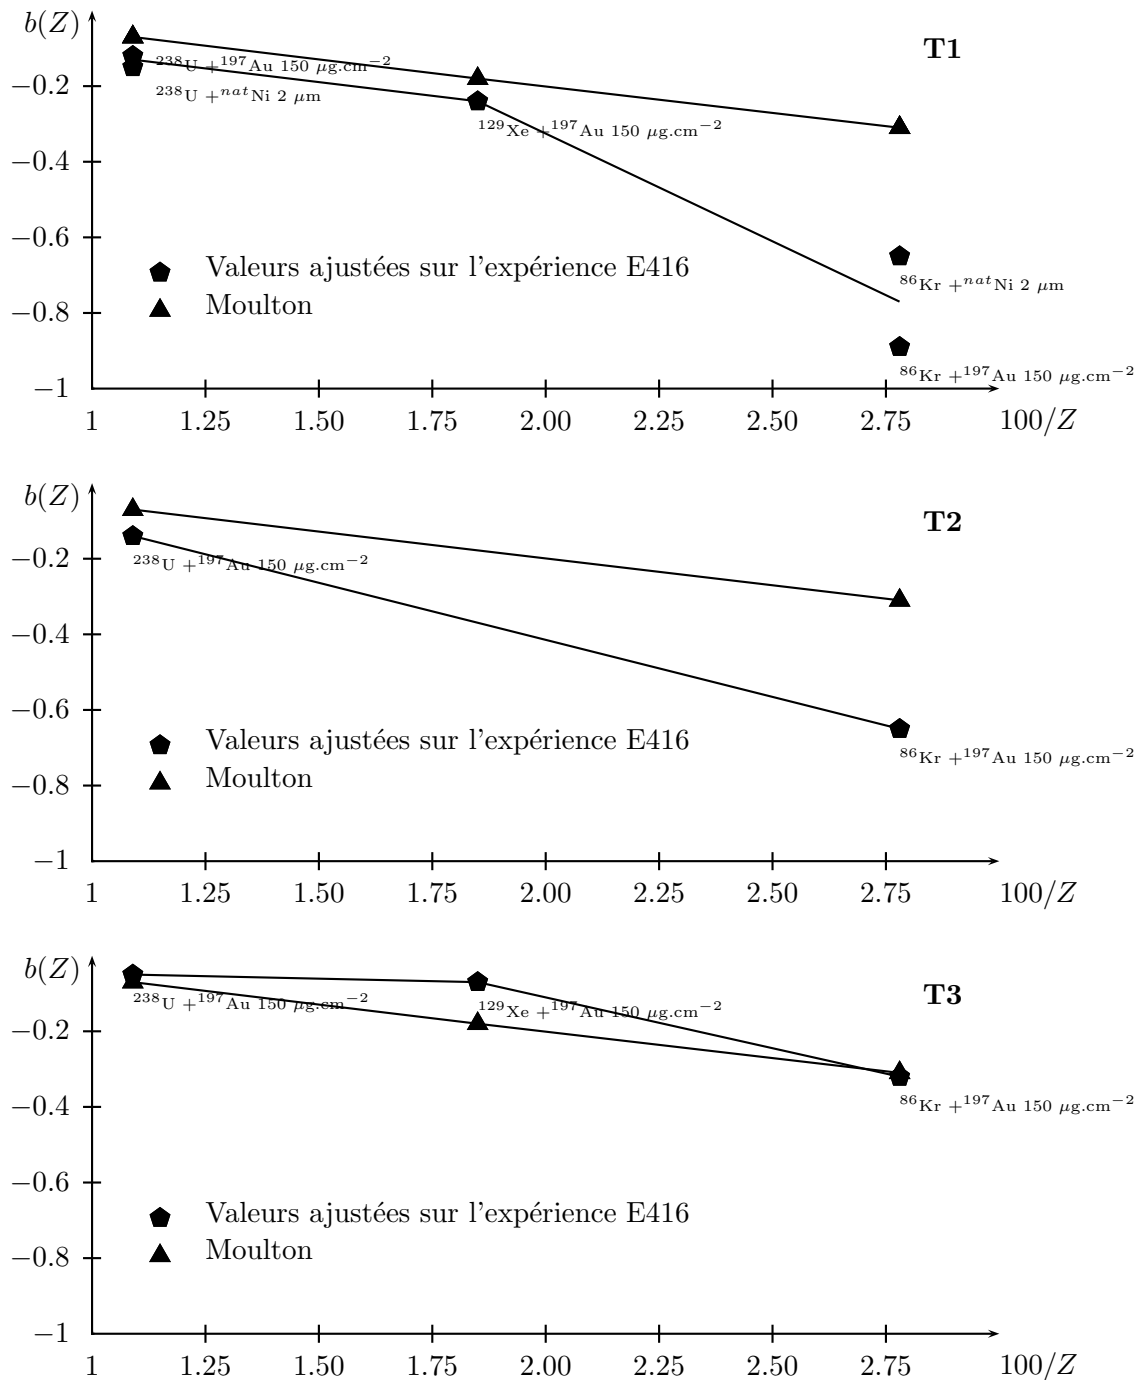 b(Z)
T1
²³⁸U +¹⁹⁷Au 150 μg.cm⁻²
−0.2
²³⁸U +ⁿᵃᵗNi 2 μm
¹²⁹Xe +¹⁹⁷Au 150 μg.cm⁻²
−0.4
−0.6
Valeurs ajustées sur l'expérience E416
⁸⁶Kr +ⁿᵃᵗNi 2 μm
Moulton
−0.8
⁸⁶Kr +¹⁹⁷Au 150 μg.cm⁻²
−1
1 1.25 1.50 1.75 2.00 2.25 2.50 2.75 100/Z
b(Z)
T2
−0.2
²³⁸U +¹⁹⁷Au 150 μg.cm⁻²
−0.4
−0.6
Valeurs ajustées sur l'expérience E416
⁸⁶Kr +¹⁹⁷Au 150 μg.cm⁻²
Moulton
−0.8
−1
1 1.25 1.50 1.75 2.00 2.25 2.50 2.75 100/Z
b(Z)
T3
²³⁸U +¹⁹⁷Au 150 μg.cm⁻²
¹²⁹Xe +¹⁹⁷Au 150 μg.cm⁻²
−0.2
−0.4
⁸⁶Kr +¹⁹⁷Au 150 μg.cm⁻²
−0.6
Valeurs ajustées sur l'expérience E416
Moulton
−0.8
−1
1 1.25 1.50 1.75 2.00 2.25 2.50 2.75 100/Z